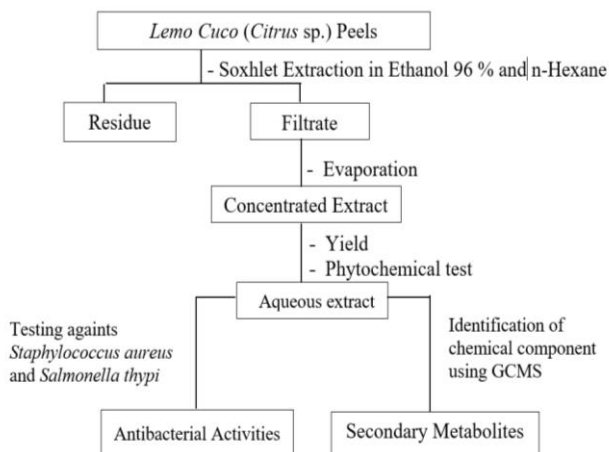 Lemo Cuco (Citrus sp.) Peels
- Soxhlet Extraction in Ethanol 96 % and n-Hexane
Residue
Filtrate
- Evaporation
Concentrated Extract
- Yield
- Phytochemical test
Aqueous extract
Testing againts
Staphylococcus aureus
and Salmonella thypi
Identification of
chemical component
using GCMS
Antibacterial Activities
Secondary Metabolites